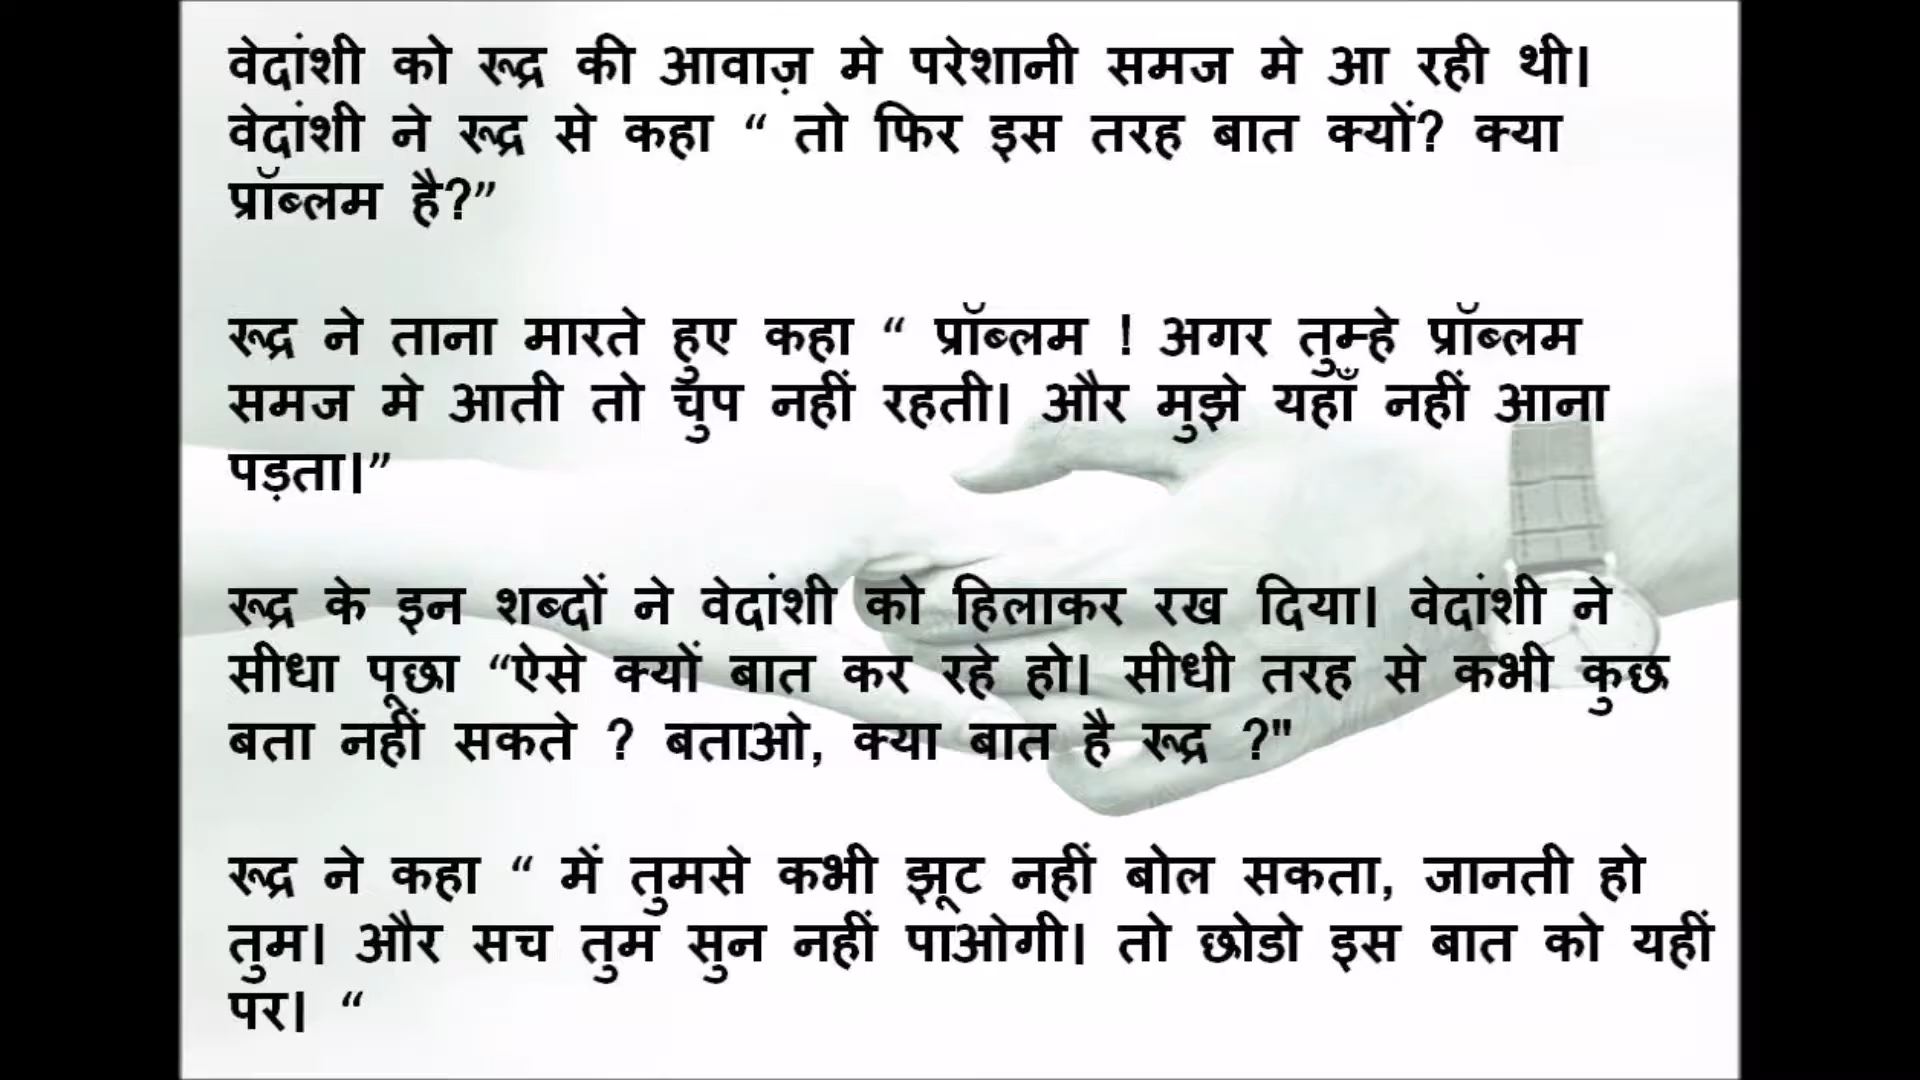 वेदांशी को रूद्र की आवाज़ मे परेशानी समज मे आ रही थी।
वेदांशी ने रूद्र से कहा “ तो फिर इस तरह बात क्यों? क्या
प्रॉब्लम है?”
रूद्र ने ताना मारते हुए कहा “ प्रॉब्लम ! अगर तुम्हे प्रॉब्लम
समज मे आती तो चुप नहीं रहती। और मुझे यहाँ नहीं आना
पड़ता।”
रूद्र के इन शब्दों ने वेदांशी को हिलाकर रख दिया। वेदांशी ने
सीधा पूछा “ऐसे क्यों बात कर रहे हो। सीधी तरह से कभी कुछ
बता नहीं सकते ? बताओ, क्या बात है रूद्र ?"
रूद्र ने कहा “ में तुमसे कभी झूट नहीं बोल सकता, जानती हो
तुम। और सच तुम सुन नहीं पाओगी। तो छोडो इस बात को यहीं
पर। “